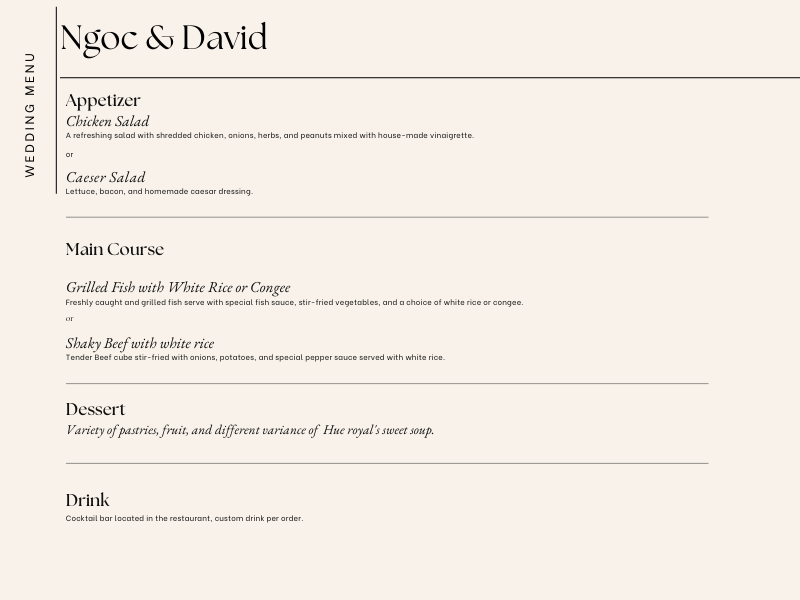 WEDDING MENU
Ngoc & David
Appetizer
Chicken Salad
A refreshing salad with shredded chicken, onions, herbs, and peanuts mixed with house-made vinaigrette.
or
Caeser Salad
Lettuce, bacon, and homemade caesar dressing.
Main Course
Grilled Fish with White Rice or Congee
Freshly caught and grilled fish serve with special fish sauce, stir-fried vegetables, and a choice of white rice or congee.
or
Shaky Beef with white rice
Tender Beef cube stir-fried with onions, potatoes, and special pepper sauce served with white rice.
Dessert
Variety of pastries, fruit, and different variance of Hue royal's sweet soup.
Drink
Cocktail bar located in the restaurant, custom drink per order.